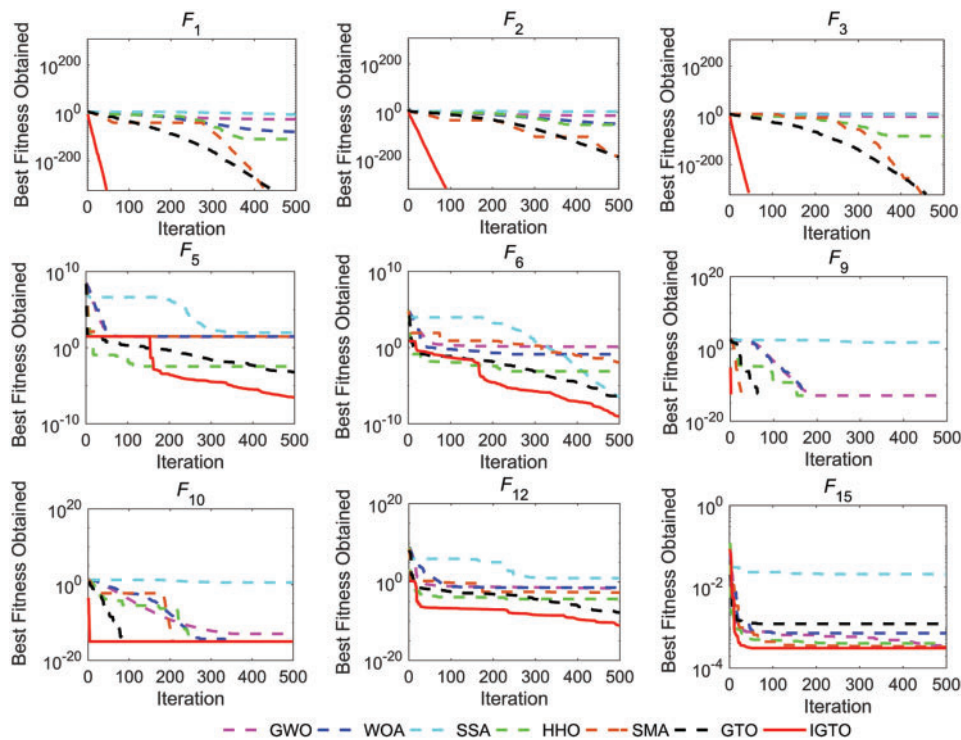 F1
F2
F3
Best Fitness Obtained
10^200
10^0
10^-200
0 100 200 300 400 500
Iteration
Best Fitness Obtained
10^200
10^0
10^-200
0 100 200 300 400 500
Iteration
Best Fitness Obtained
10^200
10^0
10^-200
0 100 200 300 400 500
Iteration
F5
F6
F9
Best Fitness Obtained
10^10
10^0
10^-10
0 100 200 300 400 500
Iteration
Best Fitness Obtained
10^10
10^0
10^-10
0 100 200 300 400 500
Iteration
Best Fitness Obtained
10^20
10^0
10^-20
0 100 200 300 400 500
Iteration
F10
F12
F15
Best Fitness Obtained
10^20
10^0
10^-20
0 100 200 300 400 500
Iteration
Best Fitness Obtained
10^20
10^0
10^-20
0 100 200 300 400 500
Iteration
Best Fitness Obtained
10^0
10^-2
10^-4
0 100 200 300 400 500
Iteration
GWO WOA SSA HHO SMA GTO IGTO